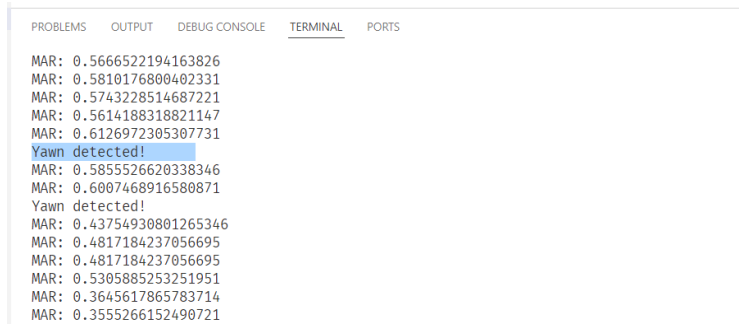 PROBLEMS OUTPUT DEBUG CONSOLE TERMINAL PORTS
MAR: 0.5666522194163826
MAR: 0.5810176800402331
MAR: 0.5743228514687221
MAR: 0.5614188318821147
MAR: 0.6126972305307731
Yawn detected!
MAR: 0.5855526620338346
MAR: 0.6007468916580871
Yawn detected!
MAR: 0.43754930801265346
MAR: 0.4817184237056695
MAR: 0.4817184237056695
MAR: 0.5305885253251951
MAR: 0.3645617865783714
MAR: 0.3555266152490721